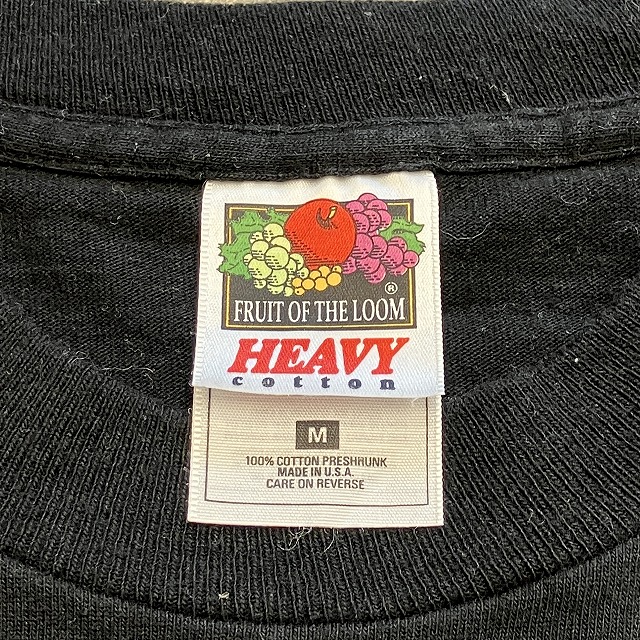 ®
FRUIT OF THE LOOM
HEAVY
cotton
M
100% COTTON PRESHRUNK
MADE IN U.S.A.
CARE ON REVERSE